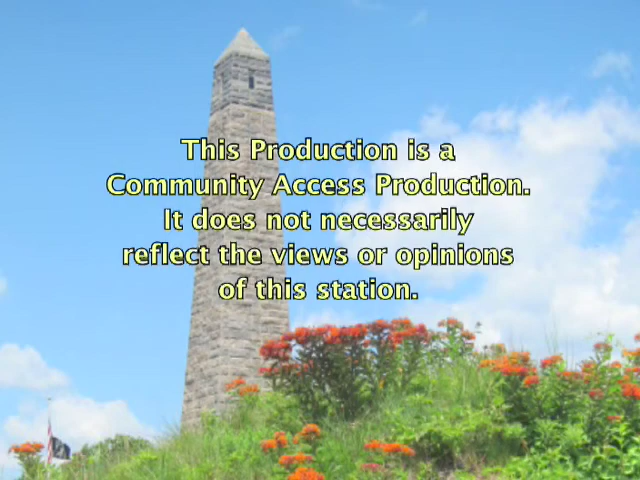 This Production is a
Community Access Production.
It does not necessarily
reflect the views or opinions
of this station.